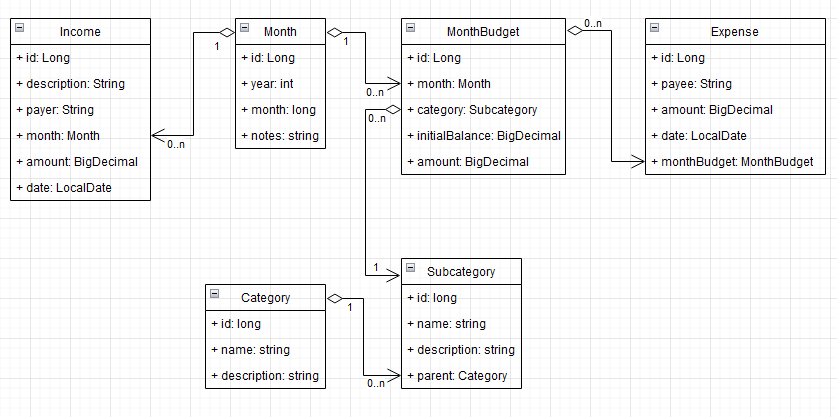 Income
+ id: Long
+ description: String
+ payer: String
+ month: Month
+ amount: BigDecimal
+ date: LocalDate
1
0..n
Month
+ id: Long
+ year: int
+ month: long
+ notes: string
1
0..n
MonthBudget
+ id: Long
+ month: Month
+ category: Subcategory
+ initialBalance: BigDecimal
+ amount: BigDecimal
0..n
0..n
Expense
+ id: Long
+ payee: String
+ amount: BigDecimal
+ date: LocalDate
+ monthBudget: MonthBudget
Category
+ id: long
+ name: string
+ description: string
1
0..n
1
Subcategory
+ id: long
+ name: string
+ description: string
+ parent: Category